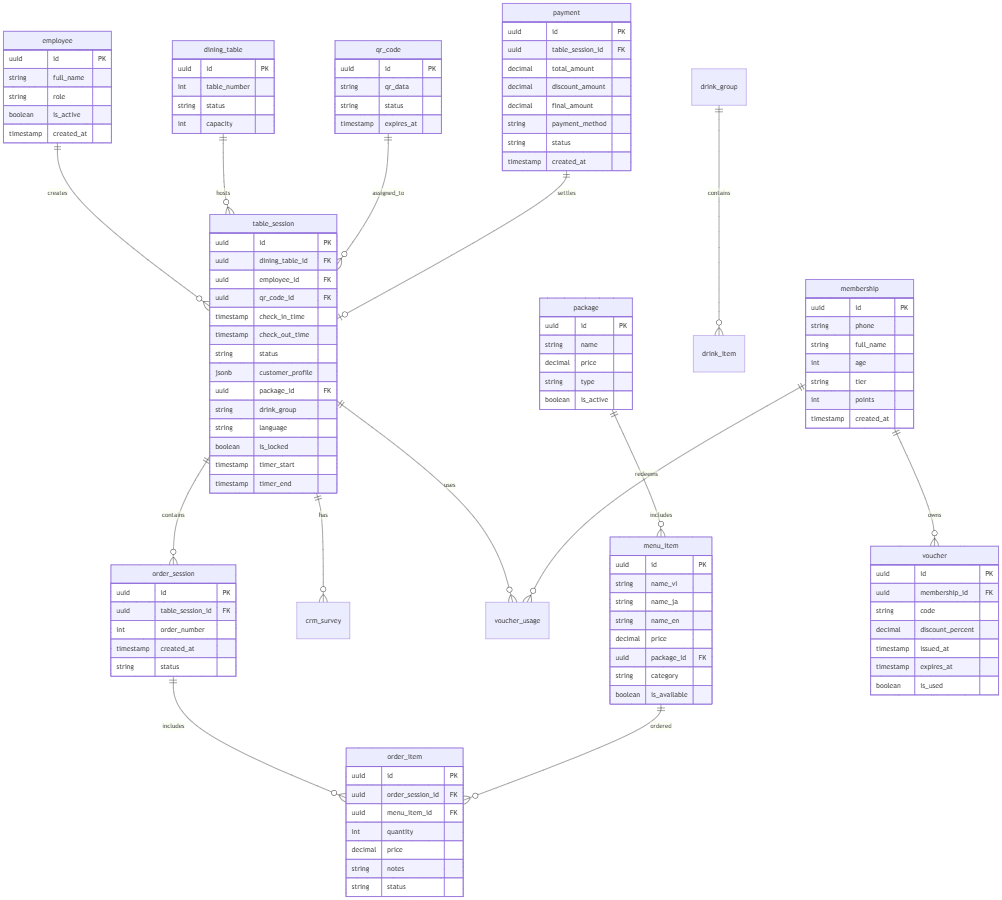 employee
uuid id PK
string full_name
string role
boolean is_active
timestamp created_at
dining_table
uuid id PK
int table_number
string status
int capacity
qr_code
uuid id PK
string qr_data
string status
timestamp expires_at
payment
uuid id PK
uuid table_session_id FK
decimal total_amount
decimal discount_amount
decimal final_amount
string payment_method
string status
timestamp created_at
drink_group
creates
hosts
assigned_to
settles
contains
table_session
uuid id PK
uuid dining_table_id FK
uuid employee_id FK
uuid qr_code_id FK
timestamp check_in_time
timestamp check_out_time
string status
jsonb customer_profile
uuid package_id FK
string drink_group
string language
boolean is_locked
timestamp timer_start
timestamp timer_end
package
uuid id PK
string name
decimal price
string type
boolean is_active
drink_item
membership
uuid id PK
string phone
string full_name
int age
string tier
int points
timestamp created_at
contains
has
uses
redeems
includes
owns
order_session
uuid id PK
uuid table_session_id FK
int order_number
timestamp created_at
string status
crm_survey
voucher_usage
menu_item
uuid id PK
string name_vi
string name_ja
string name_en
decimal price
uuid package_id FK
string category
boolean is_available
voucher
uuid id PK
uuid membership_id FK
string code
decimal discount_percent
timestamp issued_at
timestamp expires_at
boolean is_used
includes
ordered
order_item
uuid id PK
uuid order_session_id FK
uuid menu_item_id FK
int quantity
decimal price
string notes
string status